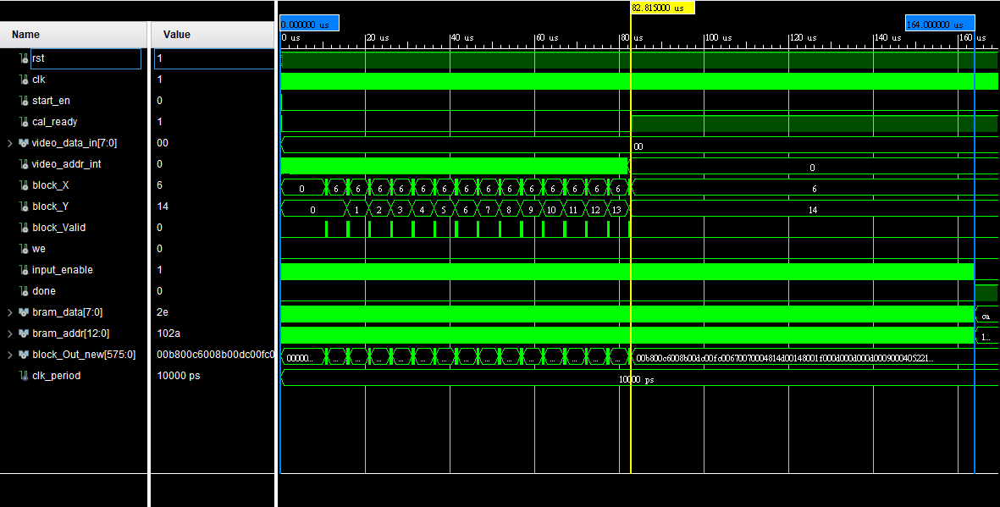 82.815000 us
0.000000 us
164.000000 us
Name Value
0 us 20 us 40 us 60 us 80 us 100 us 120 us 140 us 160 us
rst 1
clk 1
start_en 0
cal_ready 1
video_data_in[7:0] 00 00
video_addr_int 0 0
block_X 6 0 6 6 6 6 6 6 6 6 6 6 6 6 6 6 6
block_Y 14 0 1 2 3 4 5 6 7 8 9 10 11 12 13 14
block_Valid 0
we 0
input_enable 1
done 0
bram_data[7:0] 2e ca
bram_addr[12:0] 102a 1...
block_Out_new[575:0] 00b800c6008b00dc00fc0 00000... ... ... ... ... ... ... ... ... ... ... ... ... ... ...
clk_period 10000 ps 10000 ps